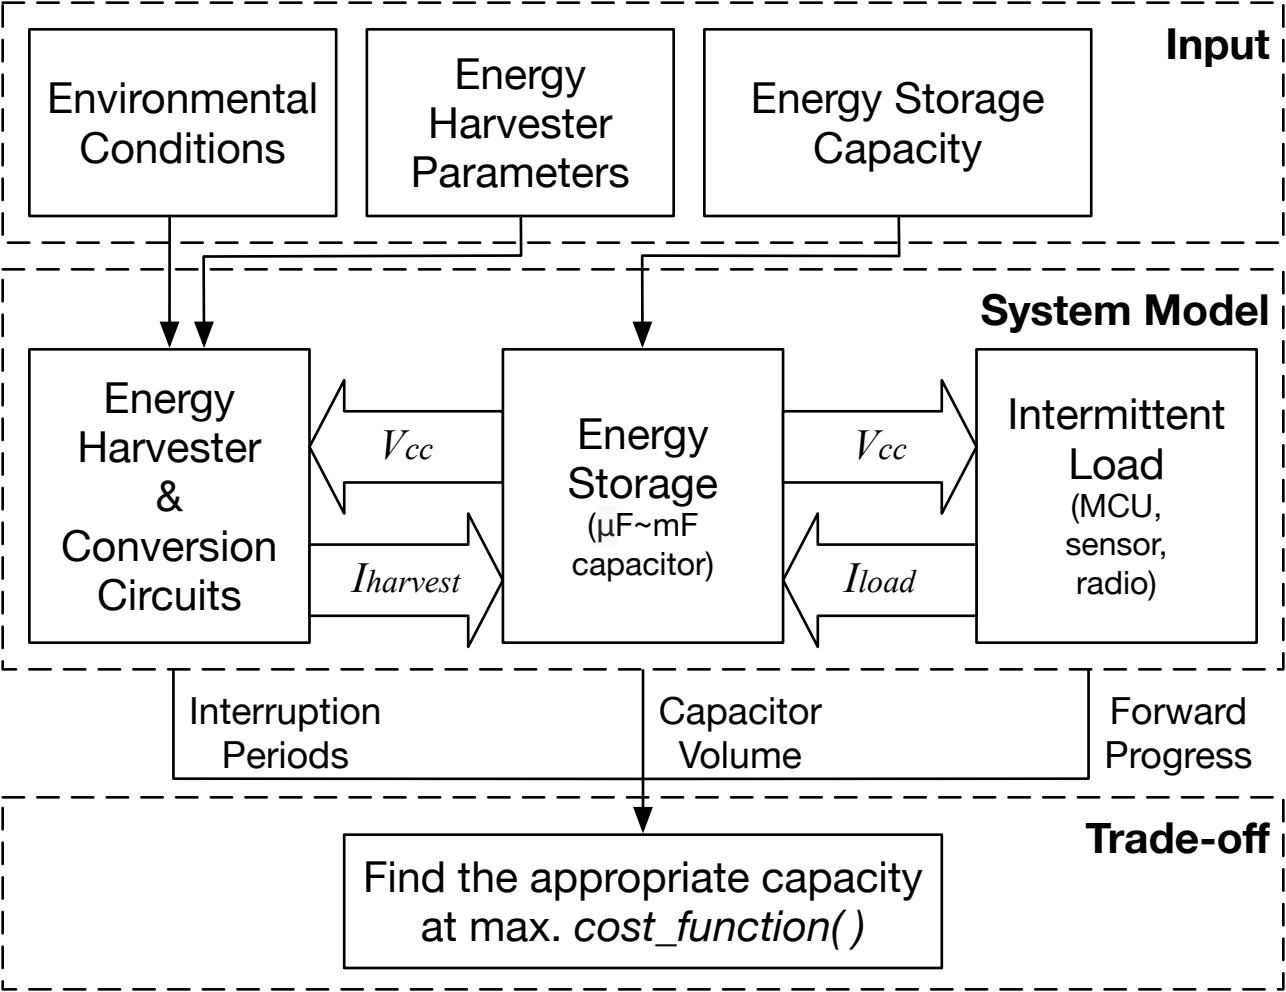 Input
Environmental
Conditions
Energy
Harvester
Parameters
Energy Storage
Capacity
System Model
Energy
Harvester
&
Conversion
Circuits
Vcc
Iharvest
Energy
Storage
(µF~mF
capacitor)
Vcc
Iload
Intermittent
Load
(MCU,
sensor,
radio)
Interruption
Periods
Capacitor
Volume
Forward
Progress
Trade-off
Find the appropriate capacity
at max. cost_function()